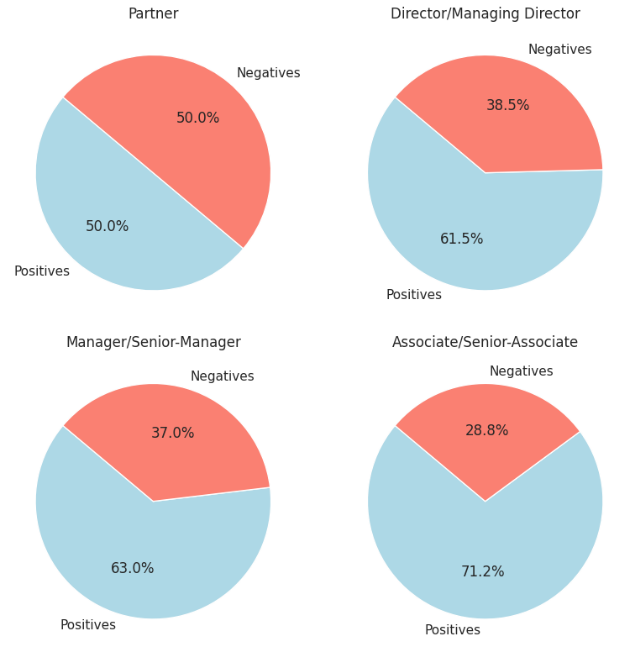 Partner
Negatives
50.0%
50.0%
Positives
Director/Managing Director
Negatives
38.5%
61.5%
Positives
Manager/Senior-Manager
Negatives
37.0%
63.0%
Positives
Associate/Senior-Associate
Negatives
28.8%
71.2%
Positives